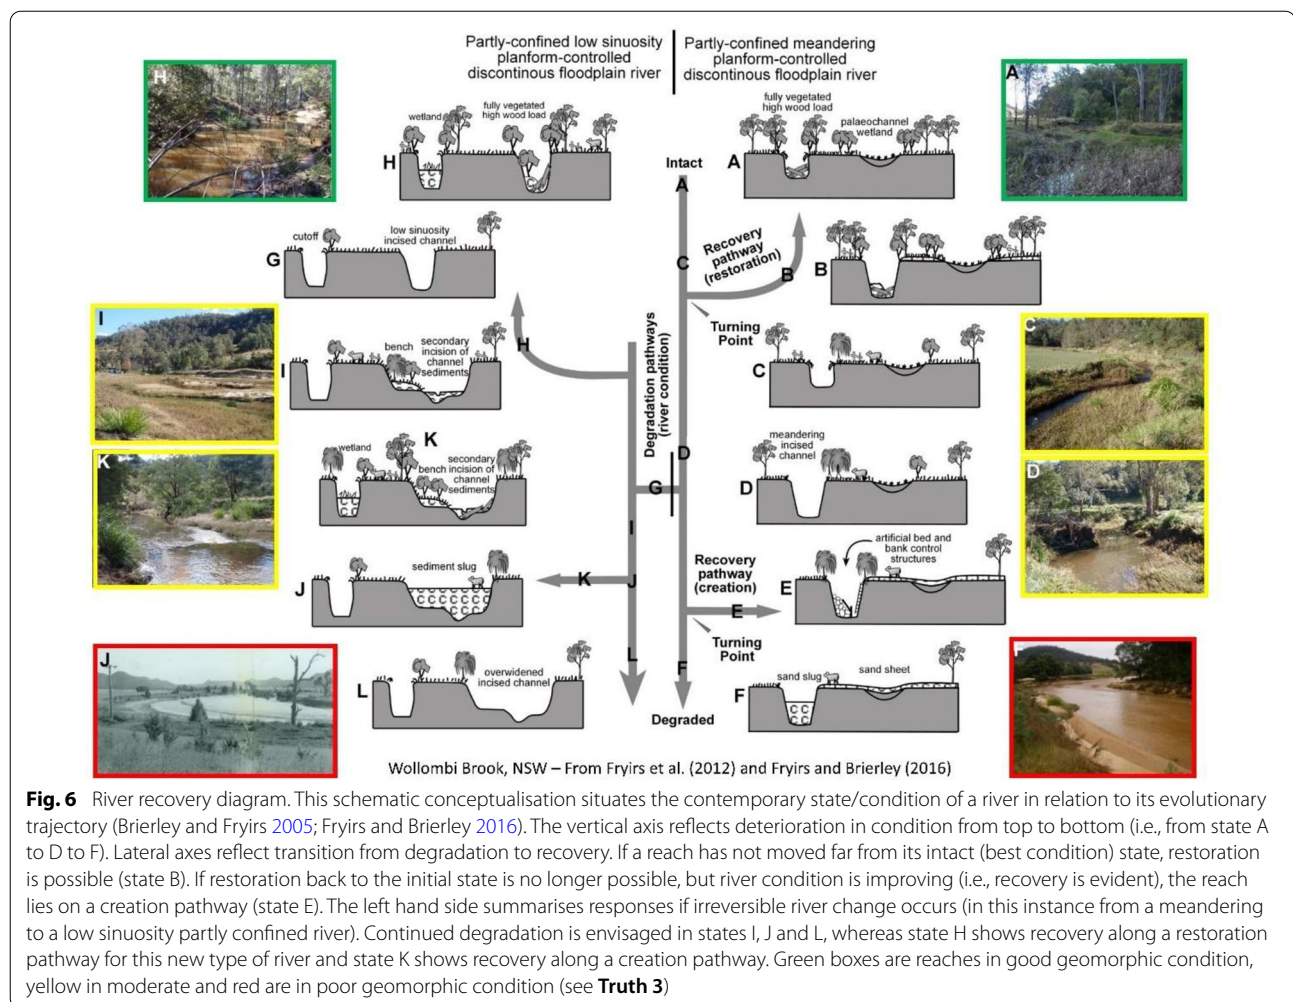 Partly-confined low sinuosity
planform-controlled
discontinous floodplain river
Partly-confined meandering
planform-controlled
discontinous floodplain river
H
wetland
fully vegetated
high wood load
H
Intact
A
fully vegetated
high wood load
palaeochannel
wetland
A
A
cutoff
low sinuosity
incised channel
G
C
Recovery
pathway
(restoration)
B
B
Turning
Point
I
bench
secondary
incision of
channel
sediments
I
H
Degradation pathways
(river condition)
C
C
K
wetland
K
bench
secondary
incision of
channel
sediments
D
G
meandering
incised
channel
D
D
I
sediment slug
J
K
J
Recovery
pathway
(creation)
E
artificial bed and
bank control
structures
E
Turning
Point
J
overwidened
incised channel
L
L
F
Degraded
sand slug
sand sheet
F
F
Wollombi Brook, NSW – From Fryirs et al. (2012) and Fryirs and Brierley (2016)
Fig. 6 River recovery diagram. This schematic conceptualisation situates the contemporary state/condition of a river in relation to its evolutionary
trajectory (Brierley and Fryirs 2005; Fryirs and Brierley 2016). The vertical axis reflects deterioration in condition from top to bottom (i.e., from state A
to D to F). Lateral axes reflect transition from degradation to recovery. If a reach has not moved far from its intact (best condition) state, restoration
is possible (state B). If restoration back to the initial state is no longer possible, but river condition is improving (i.e., recovery is evident), the reach
lies on a creation pathway (state E). The left hand side summarises responses if irreversible river change occurs (in this instance from a meandering
to a low sinuosity partly confined river). Continued degradation is envisaged in states I, J and L, whereas state H shows recovery along a restoration
pathway for this new type of river and state K shows recovery along a creation pathway. Green boxes are reaches in good geomorphic condition,
yellow in moderate and red are in poor geomorphic condition (see Truth 3)